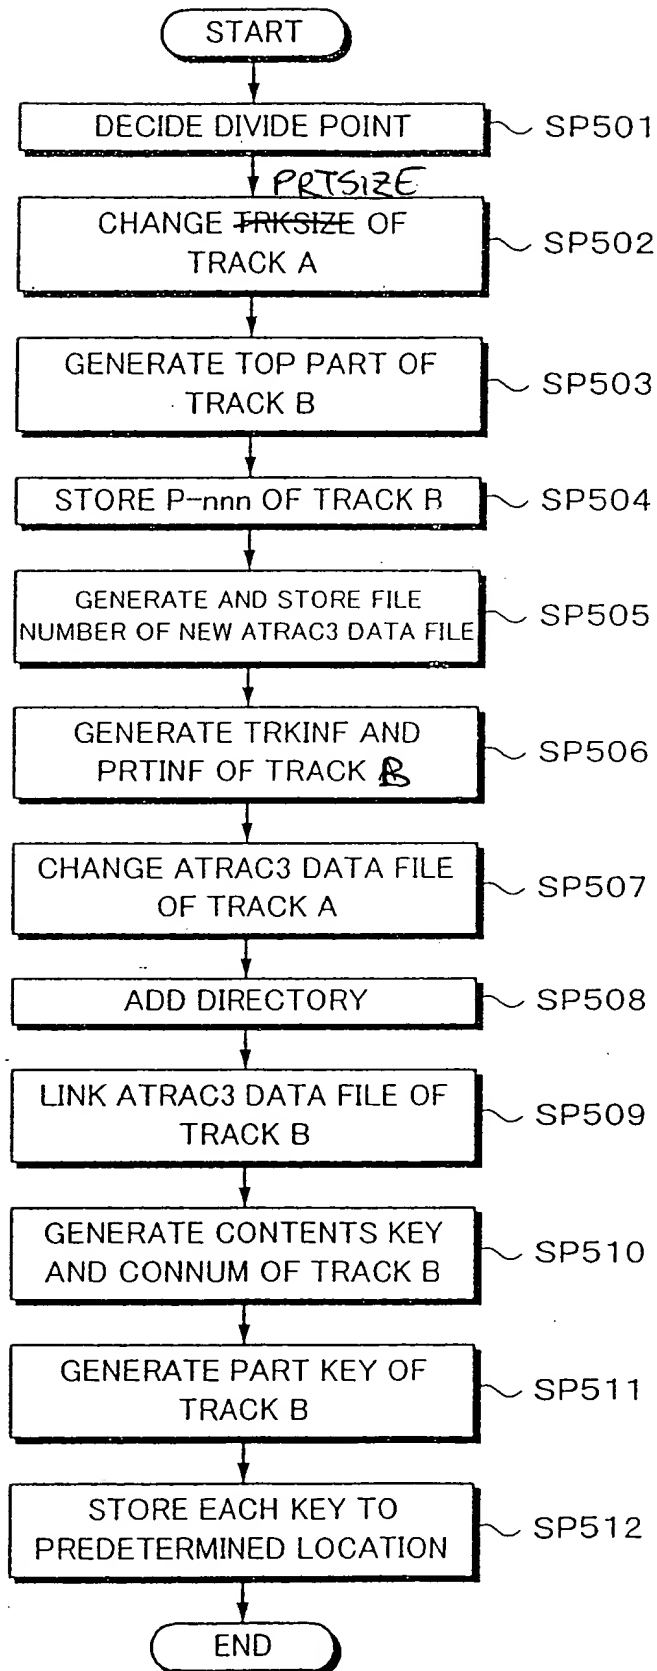 START
DECIDE DIVIDE POINT SP501
PRTSIZE
CHANGE TRKSIZE OF
TRACK A SP502
GENERATE TOP PART OF
TRACK B SP503
STORE P-nnn OF TRACK B SP504
GENERATE AND STORE FILE
NUMBER OF NEW ATRAC3 DATA FILE SP505
GENERATE TRKINF AND
PRTINF OF TRACK B SP506
CHANGE ATRAC3 DATA FILE
OF TRACK A SP507
ADD DIRECTORY SP508
LINK ATRAC3 DATA FILE OF
TRACK B SP509
GENERATE CONTENTS KEY
AND CONNUM OF TRACK B SP510
GENERATE PART KEY OF
TRACK B SP511
STORE EACH KEY TO
PREDETERMINED LOCATION SP512
END